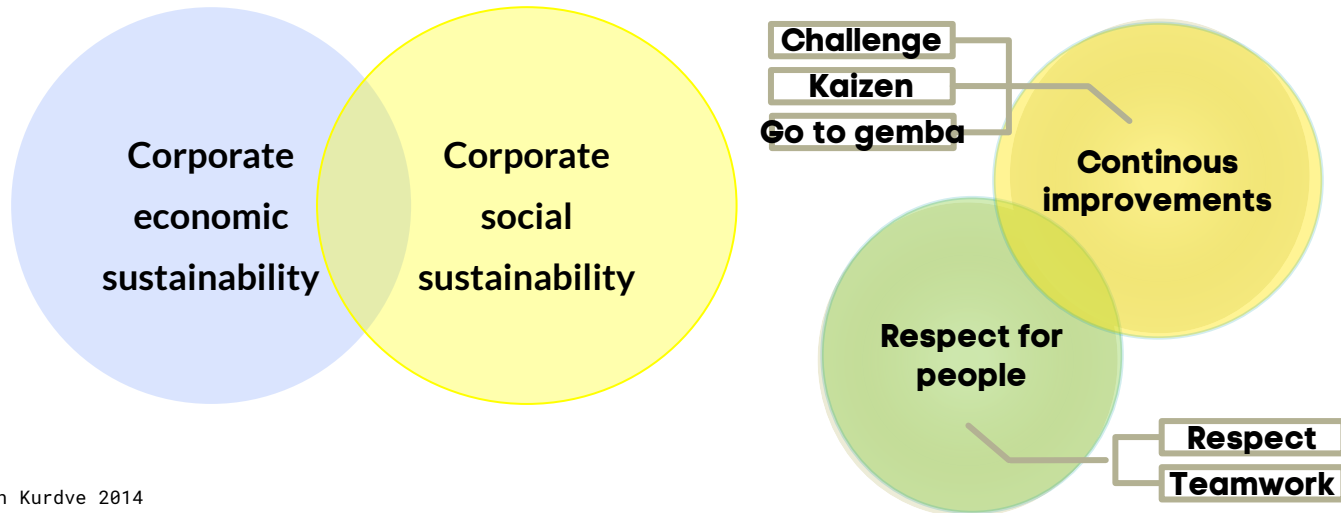 Corporate
economic
sustainability
Corporate
social
sustainability
Challenge
Kaizen
Go to gemba
Continous
improvements
Respect for
people
Respect
Teamwork
Kurdve 2014